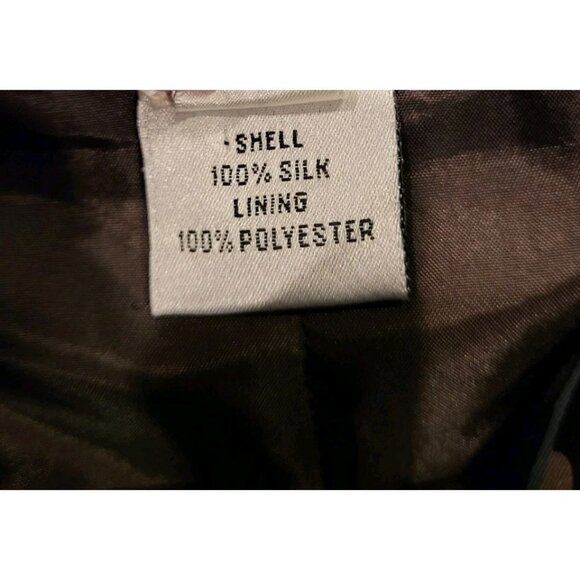 SHELL
100% SILK
LINING
100% POLYESTER